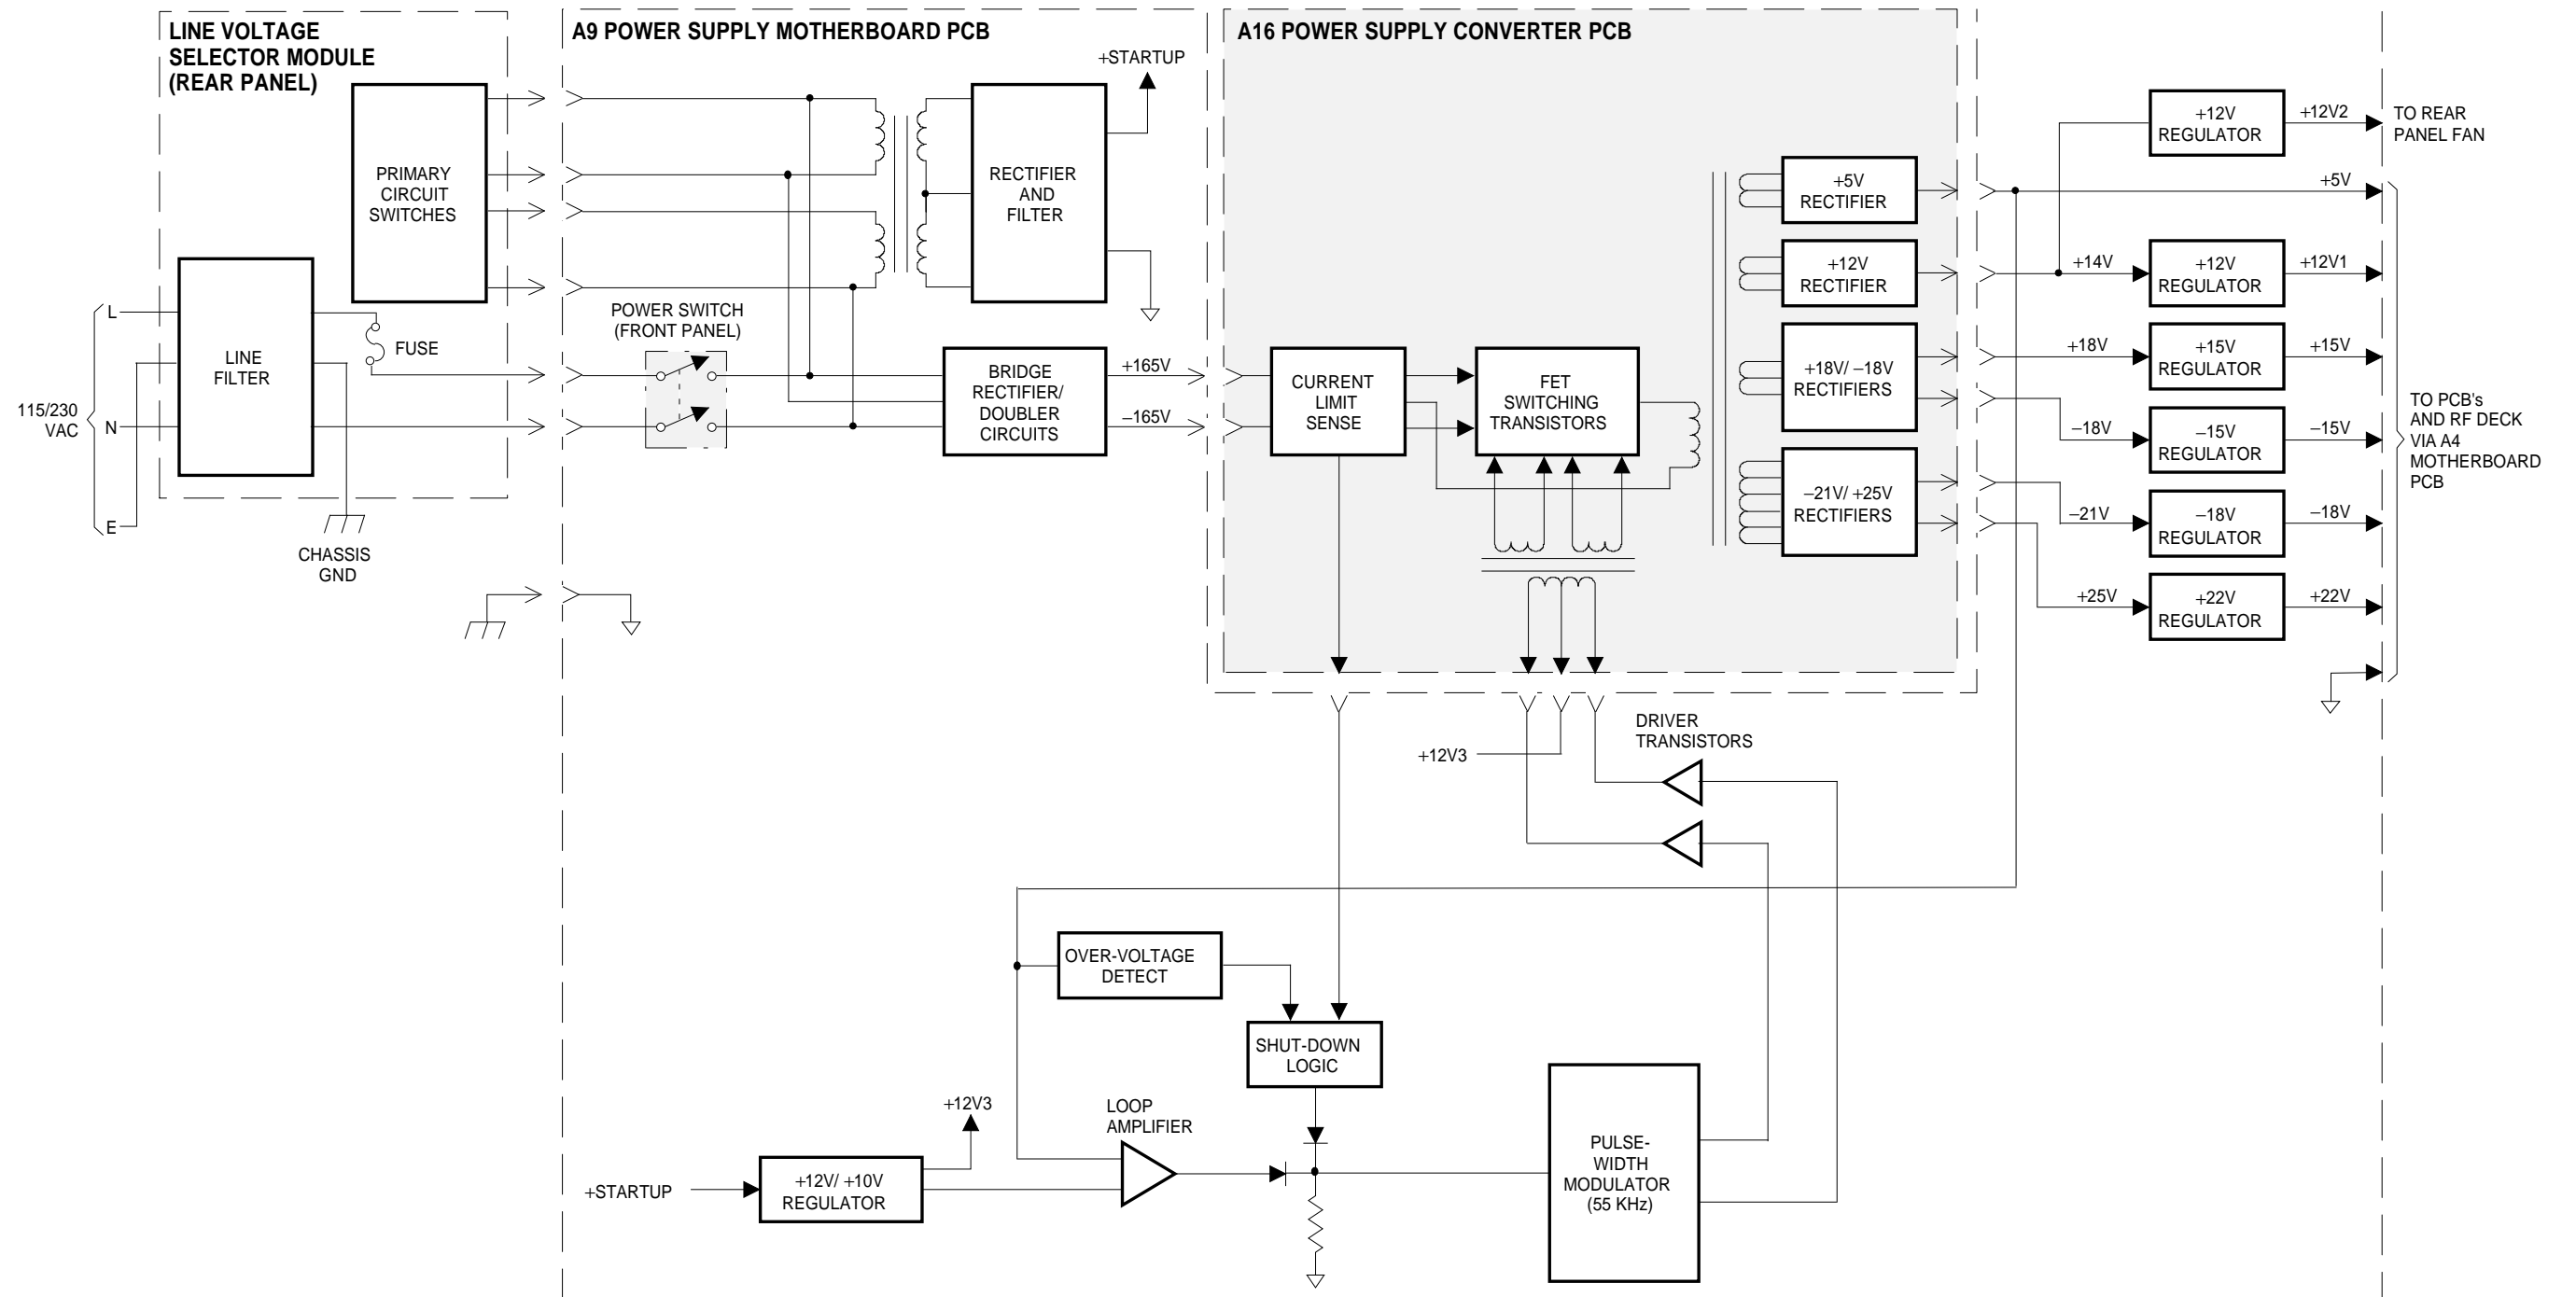 LINE VOLTAGE
SELECTOR MODULE
(REAR PANEL)
PRIMARY
CIRCUIT
SWITCHES
LINE
FILTER
FUSE
L
N
E
115/230
VAC
CHASSIS
GND
A9 POWER SUPPLY MOTHERBOARD PCB
+STARTUP
RECTIFIER
AND
FILTER
POWER SWITCH
(FRONT PANEL)
BRIDGE
RECTIFIER/
DOUBLER
CIRCUITS
+165V
–165V
A16 POWER SUPPLY CONVERTER PCB
CURRENT
LIMIT
SENSE
FET
SWITCHING
TRANSISTORS
+5V
RECTIFIER
+12V
RECTIFIER
+18V/ –18V
RECTIFIERS
–21V/ +25V
RECTIFIERS
+12V
REGULATOR
+12V2
TO REAR
PANEL FAN
+5V
+14V
+12V
REGULATOR
+12V1
+18V
+15V
REGULATOR
+15V
–18V
–15V
REGULATOR
–15V
–21V
–18V
REGULATOR
–18V
+25V
+22V
REGULATOR
+22V
TO PCB's
AND RF DECK
VIA A4
MOTHERBOARD
PCB
DRIVER
TRANSISTORS
+12V3
OVER-VOLTAGE
DETECT
SHUT-DOWN
LOGIC
+12V3
LOOP
AMPLIFIER
+STARTUP
+12V/ +10V
REGULATOR
PULSE-
WIDTH
MODULATOR
(55 KHz)